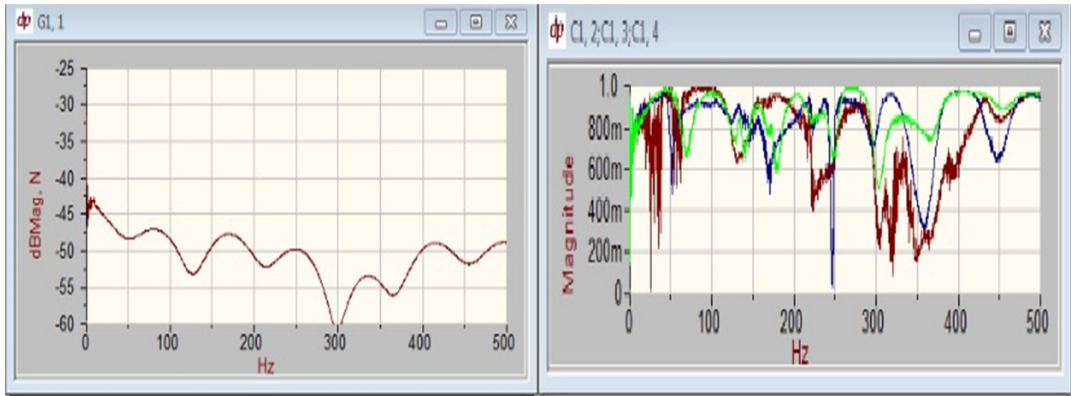 dp G1, 1
-25
-30
-35
-40
-45
-50
-55
-60
dBMag, N
0 100 200 300 400 500
Hz
dp C1, 2;C1, 3;C1, 4
1.0
800m
600m
400m
200m
0
Magnitude
0 100 200 300 400 500
Hz